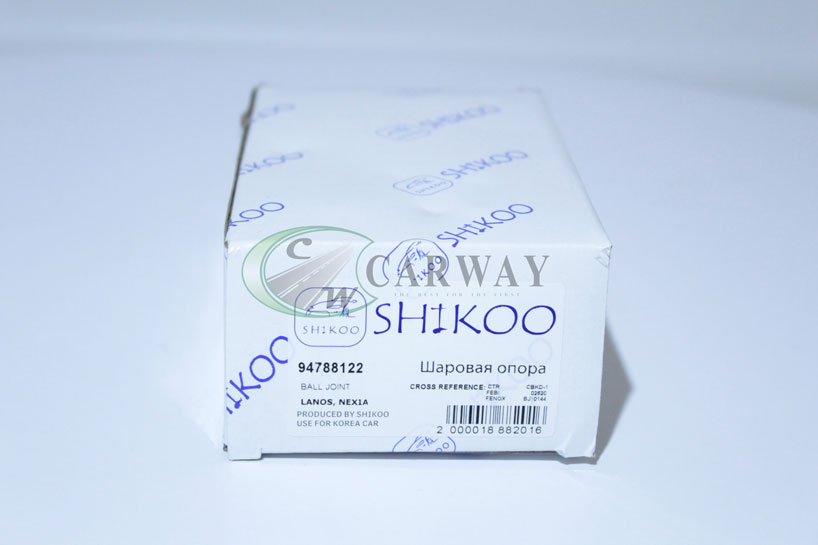 SHIKOO
SHIKOO
SHIKOO
SHIKOO
CARWAY
THE BEST FOR THE FIRST
SHIKOO
SHIKOO
SHIKOO
94788122
Шаровая опора
BALL JOINT
CROSS REFERENCE: CTR CBKD-1
FEBI 02620
LANOS, NEXIA
FENOX BJ10144
PRODUCED BY SHIKOO
USE FOR KOREA CAR
2 000018 882016